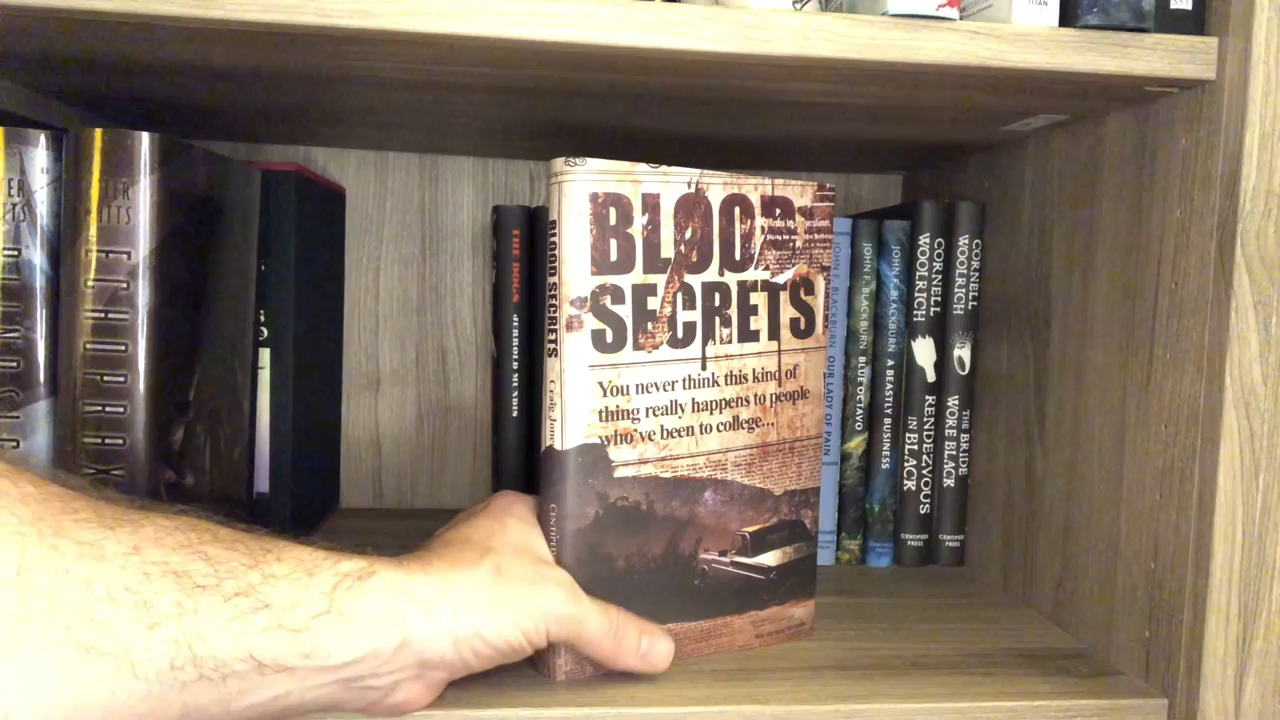 TITAN
ECHOPRAX
THE DOGS JERROLD MUNDIS
BLOOD SECRETS Craig Jone
BLOOD
SECRETS
You never think this kind of
thing really happens to people
who've been to college...
JOHN F. BLACKBURN OUR LADY OF PAIN
JOHN F. BLACKBURN BLUE OCTAVO
JOHN F. BLACKBURN A BEASTLY BUSINESS
CORNELL
WOOLRICH
RENDEZVOUS
IN BLACK
CENTIPEDE
PRESS
CORNELL
WOOLRICH
THE BRIDE
WORE BLACK
CENTIPEDE
PRESS